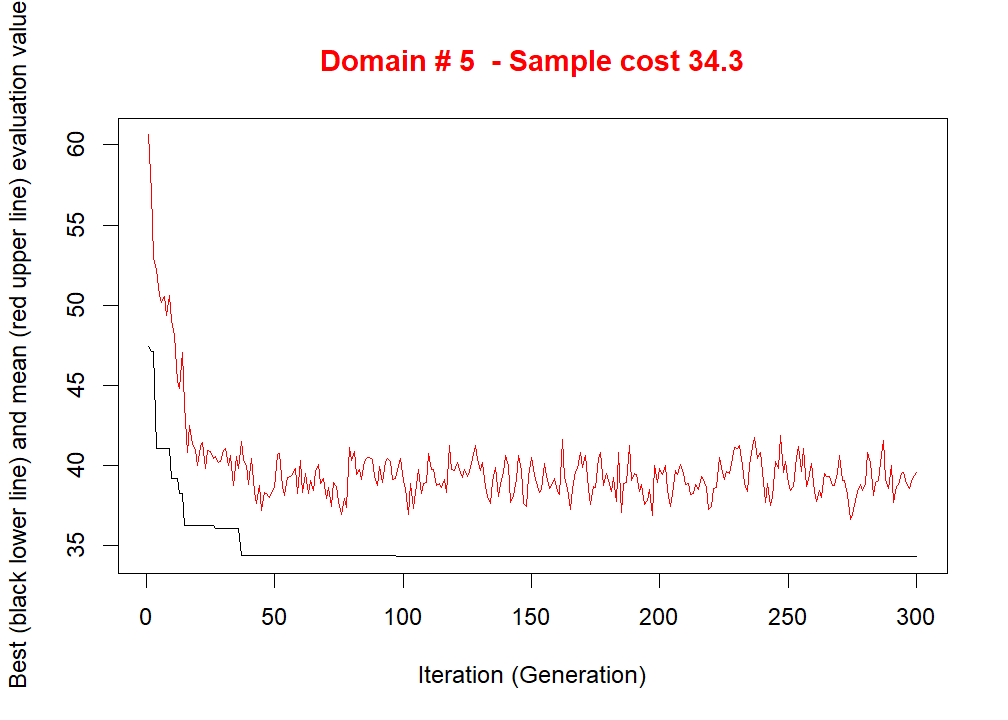 Domain # 5  - Sample cost 34.3
Best (black lower line) and mean (red upper line) evaluation value
60
55
50
45
40
35
0 50 100 150 200 250 300
Iteration (Generation)